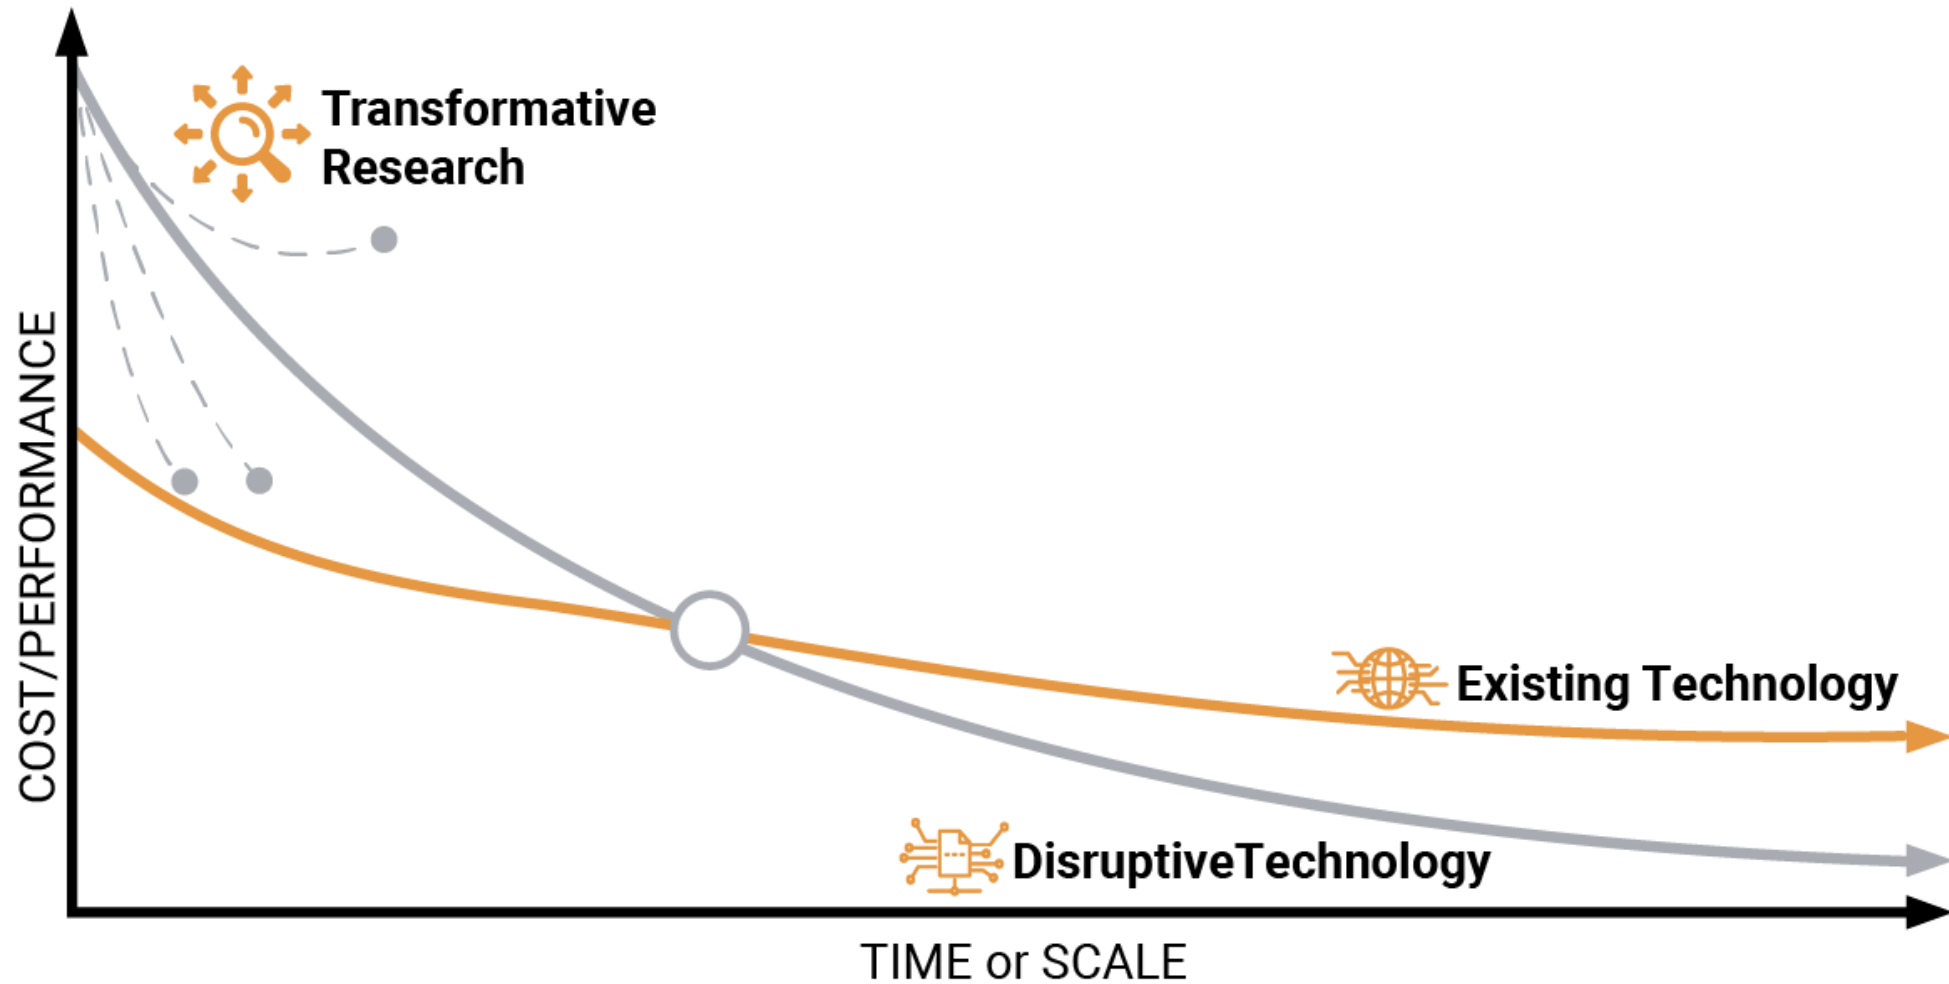 Transformative
Research
COST/PERFORMANCE
Existing Technology
DisruptiveTechnology
TIME or SCALE